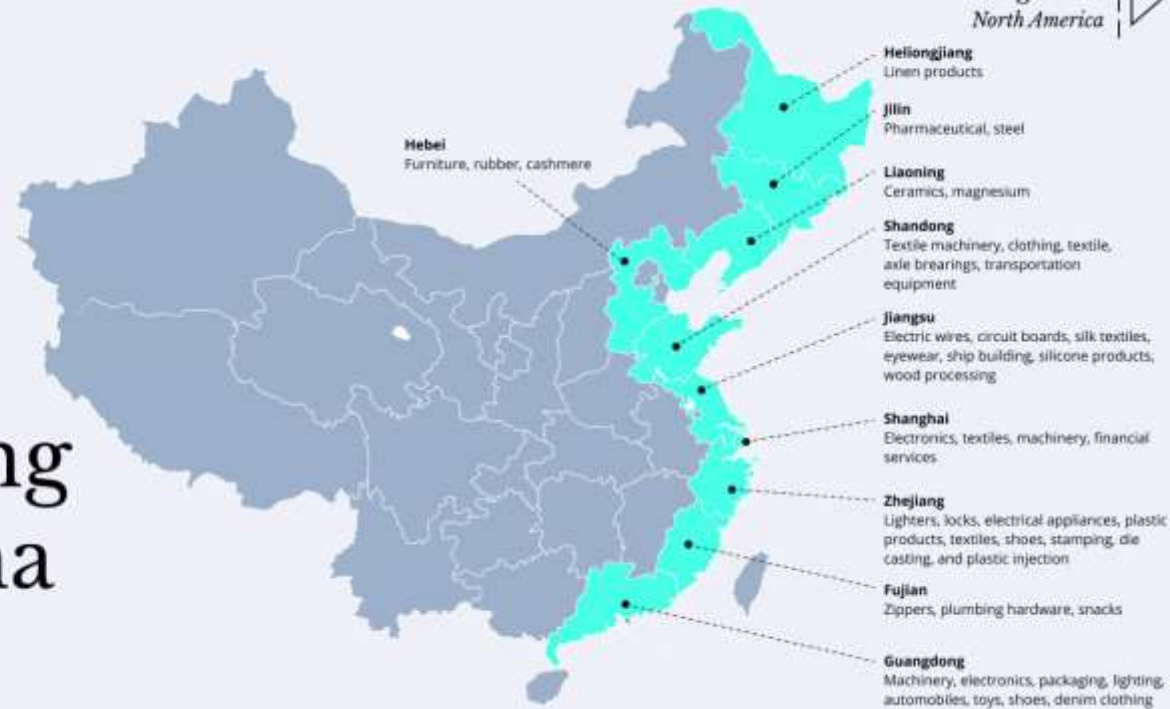 North America
Heliongjiang
Linen products
Jilin
Pharmaceutical, steel
Hebei
Furniture, rubber, cashmere
Liaoning
Ceramics, magnesium
Shandong
Textile machinery, clothing, textile,
axle brearings, transportation
equipment
Jiangsu
Electric wires, circuit boards, silk textiles,
eyewear, ship building, silicone products,
wood processing
Shanghai
Electronics, textiles, machinery, financial
services
ng
na
Zhejiang
Lighters, locks, electrical appliances, plastic
products, textiles, shoes, stamping, die
casting, and plastic injection
Fujian
Zippers, plumbing hardware, snacks
Guangdong
Machinery, electronics, packaging, lighting,
automobiles, toys, shoes, denim clothing